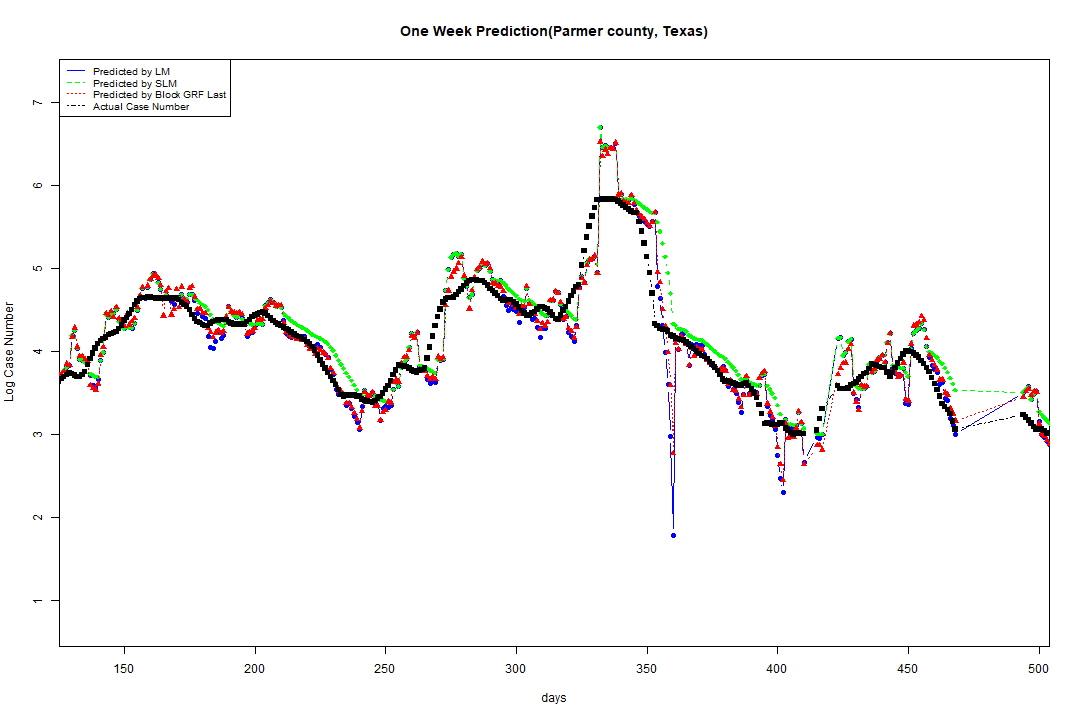 One Week Prediction(Parmer county, Texas)
Predicted by LM
Predicted by SLM
Predicted by Block GRF Last
Actual Case Number
7
6
5
4
3
2
1
Log Case Number
150 200 250 300 350 400 450 500
days